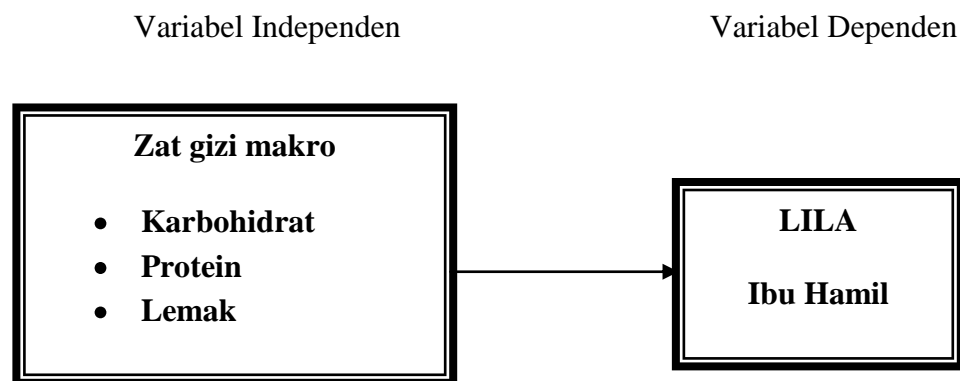 Variabel Independen
Variabel Dependen
Zat gizi makro
• Karbohidrat
• Protein
• Lemak
LILA
Ibu Hamil